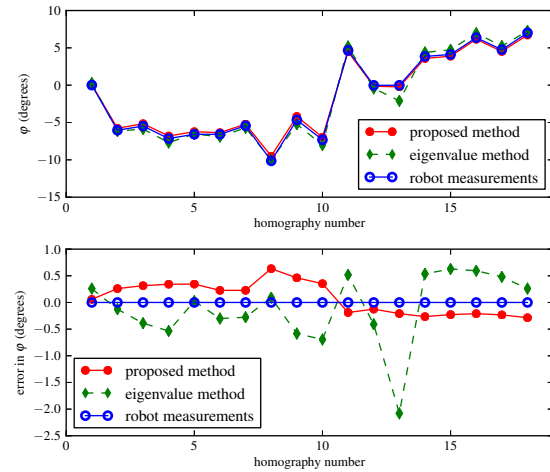 10
5
0
−5
−10
−15
φ (degrees)
proposed method
eigenvalue method
robot measurements
0 5 10 15
homography number
1.0
0.5
0.0
−0.5
−1.0
−1.5
−2.0
−2.5
error in φ (degrees)
proposed method
eigenvalue method
robot measurements
0 5 10 15
homography number